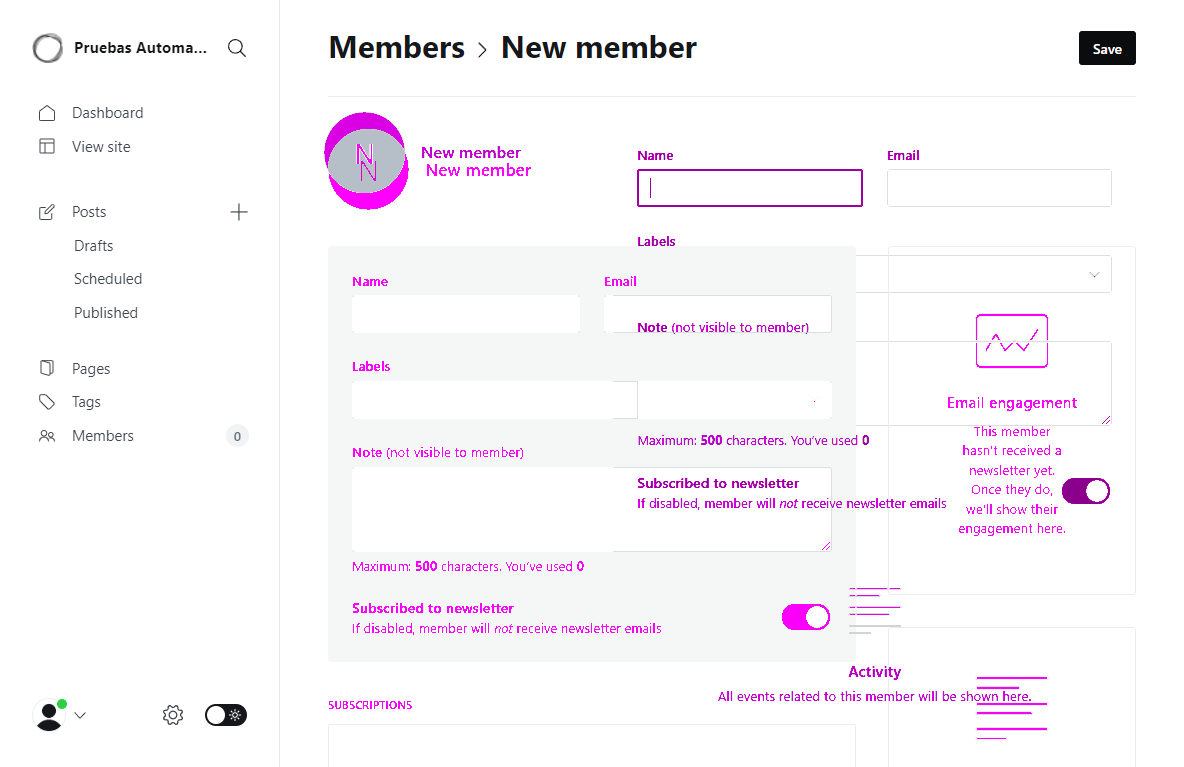 Pruebas Automa...
Members > New member
Save
Dashboard
View site
Posts
Drafts
Scheduled
Published
Pages
Tags
Members
0
N
N
New member
New member
Name
Email
Labels
Name
Email
Note (not visible to member)
Labels
Email engagement
This member
hasn't received a
newsletter yet.
Once they do,
we'll show their
engagement here.
Maximum: 500 characters. You've used 0
Note (not visible to member)
Subscribed to newsletter
If disabled, member will not receive newsletter emails
Maximum: 500 characters. You've used 0
Subscribed to newsletter
If disabled, member will not receive newsletter emails
Activity
All events related to this member will be shown here.
SUBSCRIPTIONS